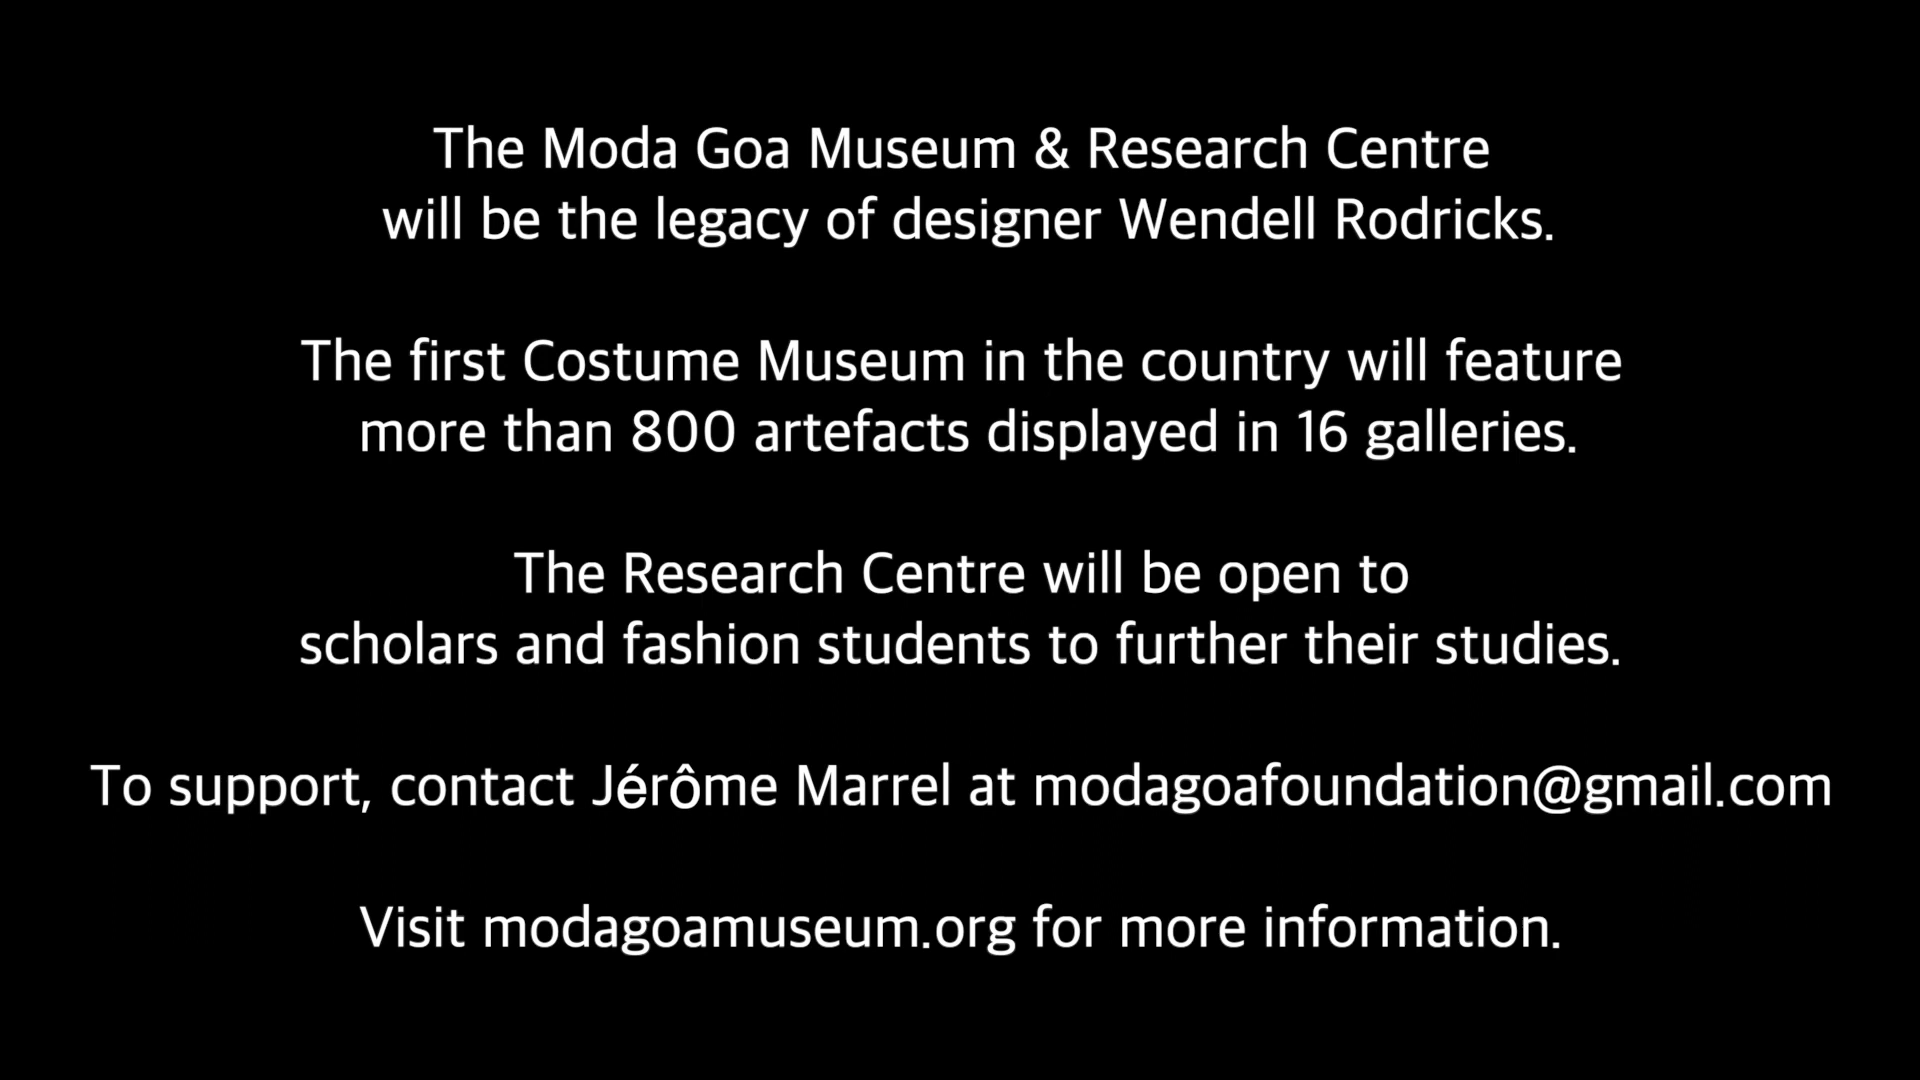 The Moda Goa Museum & Research Centre
will be the legacy of designer Wendell Rodricks.
The first Costume Museum in the country will feature
more than 800 artefacts displayed in 16 galleries.
The Research Centre will be open to
scholars and fashion students to further their studies.
To support, contact Jérôme Marrel at modagoafoundation@gmail.com
Visit modagoamuseum.org for more information.